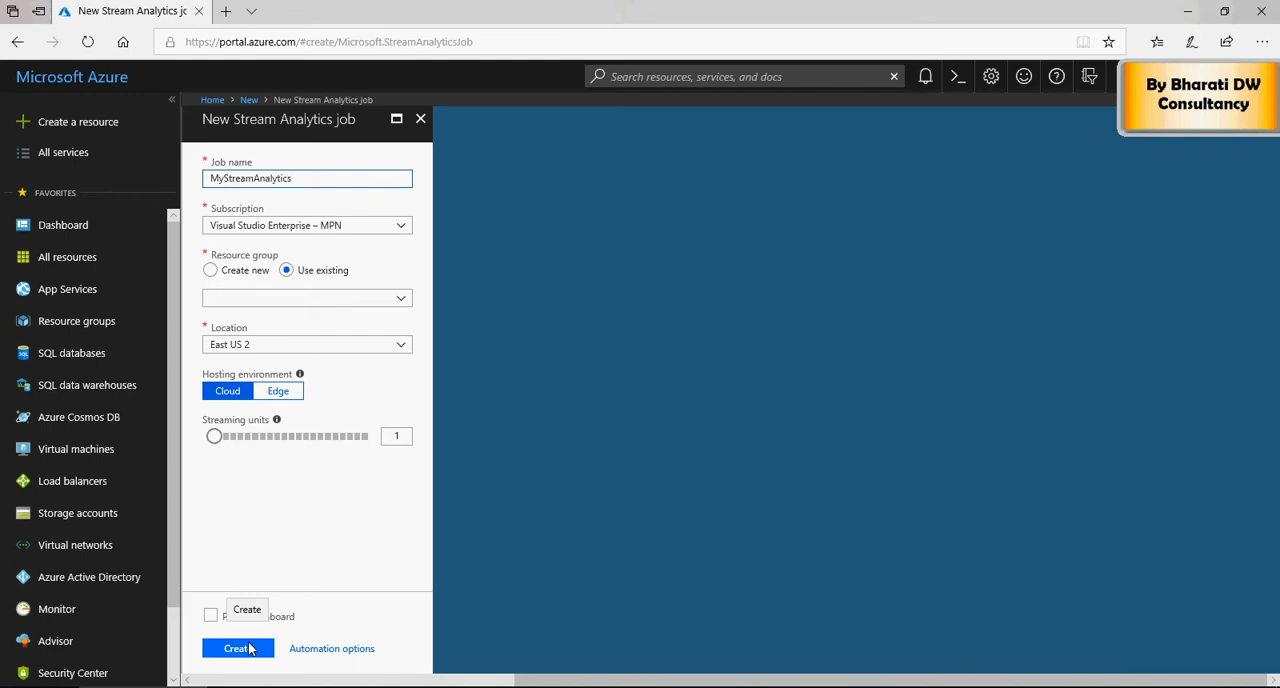 New Stream Analytics jc
https://portal.azure.com/#create/Microsoft.StreamAnalyticsJob
Microsoft Azure
Search resources, services, and docs
By Bharati DW
Consultancy
Home > New > New Stream Analytics job
New Stream Analytics job
Create a resource
All services
FAVORITES
Dashboard
All resources
App Services
Resource groups
SQL databases
SQL data warehouses
Azure Cosmos DB
Virtual machines
Load balancers
Storage accounts
Virtual networks
Azure Active Directory
Monitor
Advisor
Security Center
* Job name
MyStreamAnalytics
* Subscription
Visual Studio Enterprise – MPN
* Resource group
Create new Use existing
* Location
East US 2
Hosting environment
Cloud Edge
Streaming units
1
Create
Create Automation options